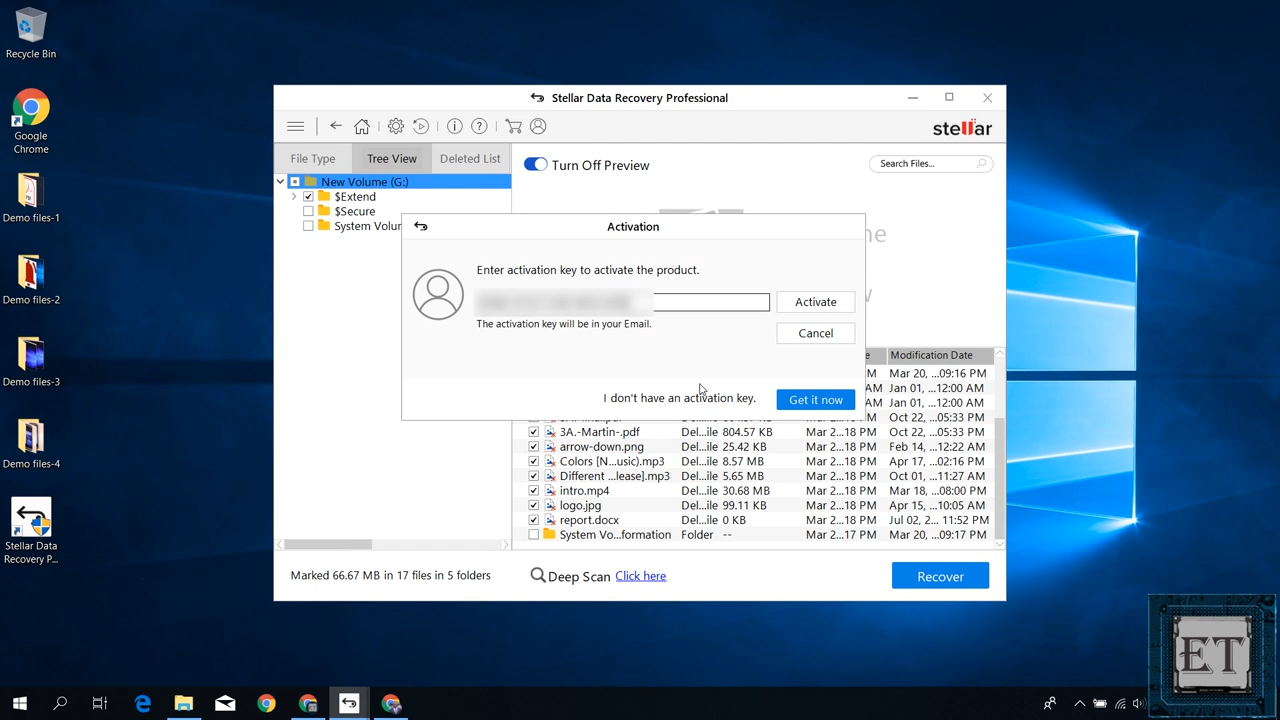 Recycle Bin
Google
Chrome
Demo files-1
Demo files-2
Demo files-3
Demo files-4
Stellar Data
Recovery P...
Stellar Data Recovery Professional
stellar
File Type Tree View Deleted List
Turn Off Preview
Search Files...
New Volume (G:)
$Extend
$Secure
System Volu
Activation
Enter activation key to activate the product.
Activate
The activation key will be in your Email.
Cancel
I don't have an activation key.
Get it now
Modification Date
M Mar 20, ...09:16 PM
AM Jan 01, ...12:00 AM
AM Jan 01, ...12:00 AM
Oct 22, ...05:33 PM
3A.-Martin-.pdf Del...ile 804.57 KB Mar 2...18 PM Oct 22, ...05:33 PM
arrow-down.png Del...ile 25.42 KB Mar 2...18 PM Feb 14, ...12:22 AM
Colors [N...usic).mp3 Del...ile 8.57 MB Mar 2...18 PM Apr 17, ...02:16 PM
Different ...lease].mp3 Del...ile 5.65 MB Mar 2...18 PM Oct 01, ...11:27 AM
intro.mp4 Del...ile 30.68 MB Mar 2...18 PM Mar 18, ...08:00 PM
logo.jpg Del...ile 99.11 KB Mar 2...18 PM Apr 15, ...10:05 AM
report.docx Del...ile 0 KB Mar 2...18 PM Jul 02, 2... 11:52 PM
System Vo...formation Folder -- Mar 2...17 PM Mar 20, ...09:17 PM
Marked 66.67 MB in 17 files in 5 folders
Deep Scan Click here
Recover
ET